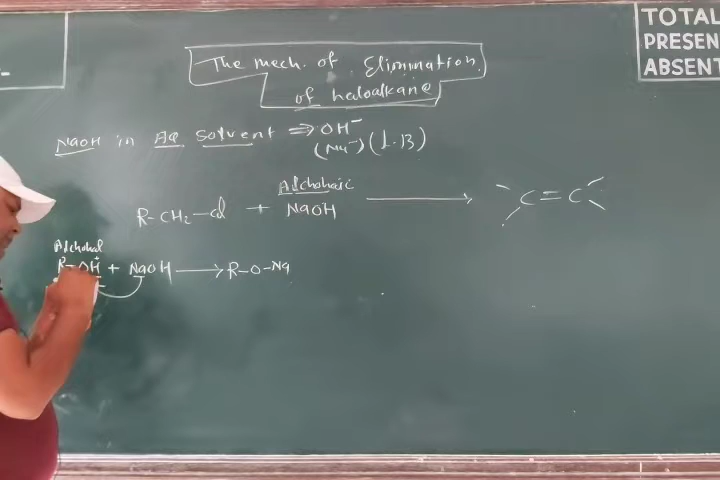 TOTAL
PRESEN
ABSENT
The mech. of Elimination.
of haloalkane
NaOH in Aq Solvent ⇒ OH⁻
(Nu⁻) (L.B)
Alchohalic
R-CH₂-Cl + NaOH ⟶ C=C
Alchohal
R-OH + NaOH ⟶ R-O-Na